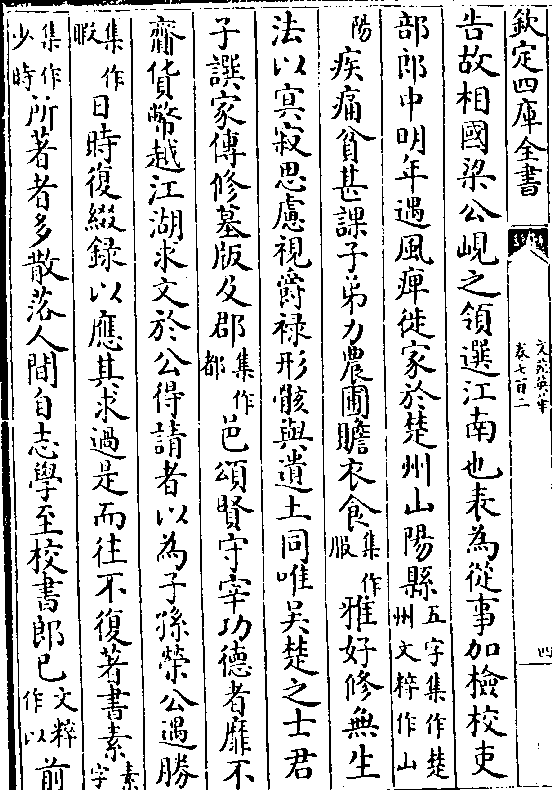 欽定四庫全書
文苑英華
卷七百二
四
告故相國梁公峴之領選江南也表為從事加檢校吏
部郎中明年遇風痺徙家於楚州山陽縣五字集作楚州文粹作山
陽疾痛貧甚課子弟力農圃贍衣食集作服雅好修無生
法以冥寂思慮視爵祿形骸與遺土同唯吳楚之士君
子譔家傳修墓版及郡集作都邑頌賢守宰功德者靡不
齎貨幣越江湖求文於公得請者以為子孫榮公遇勝
集作暇日時復綴録以應其求過是而往不復著書素素字
集作少時所著者多散落人間自志學至校書郎已文粹作以前